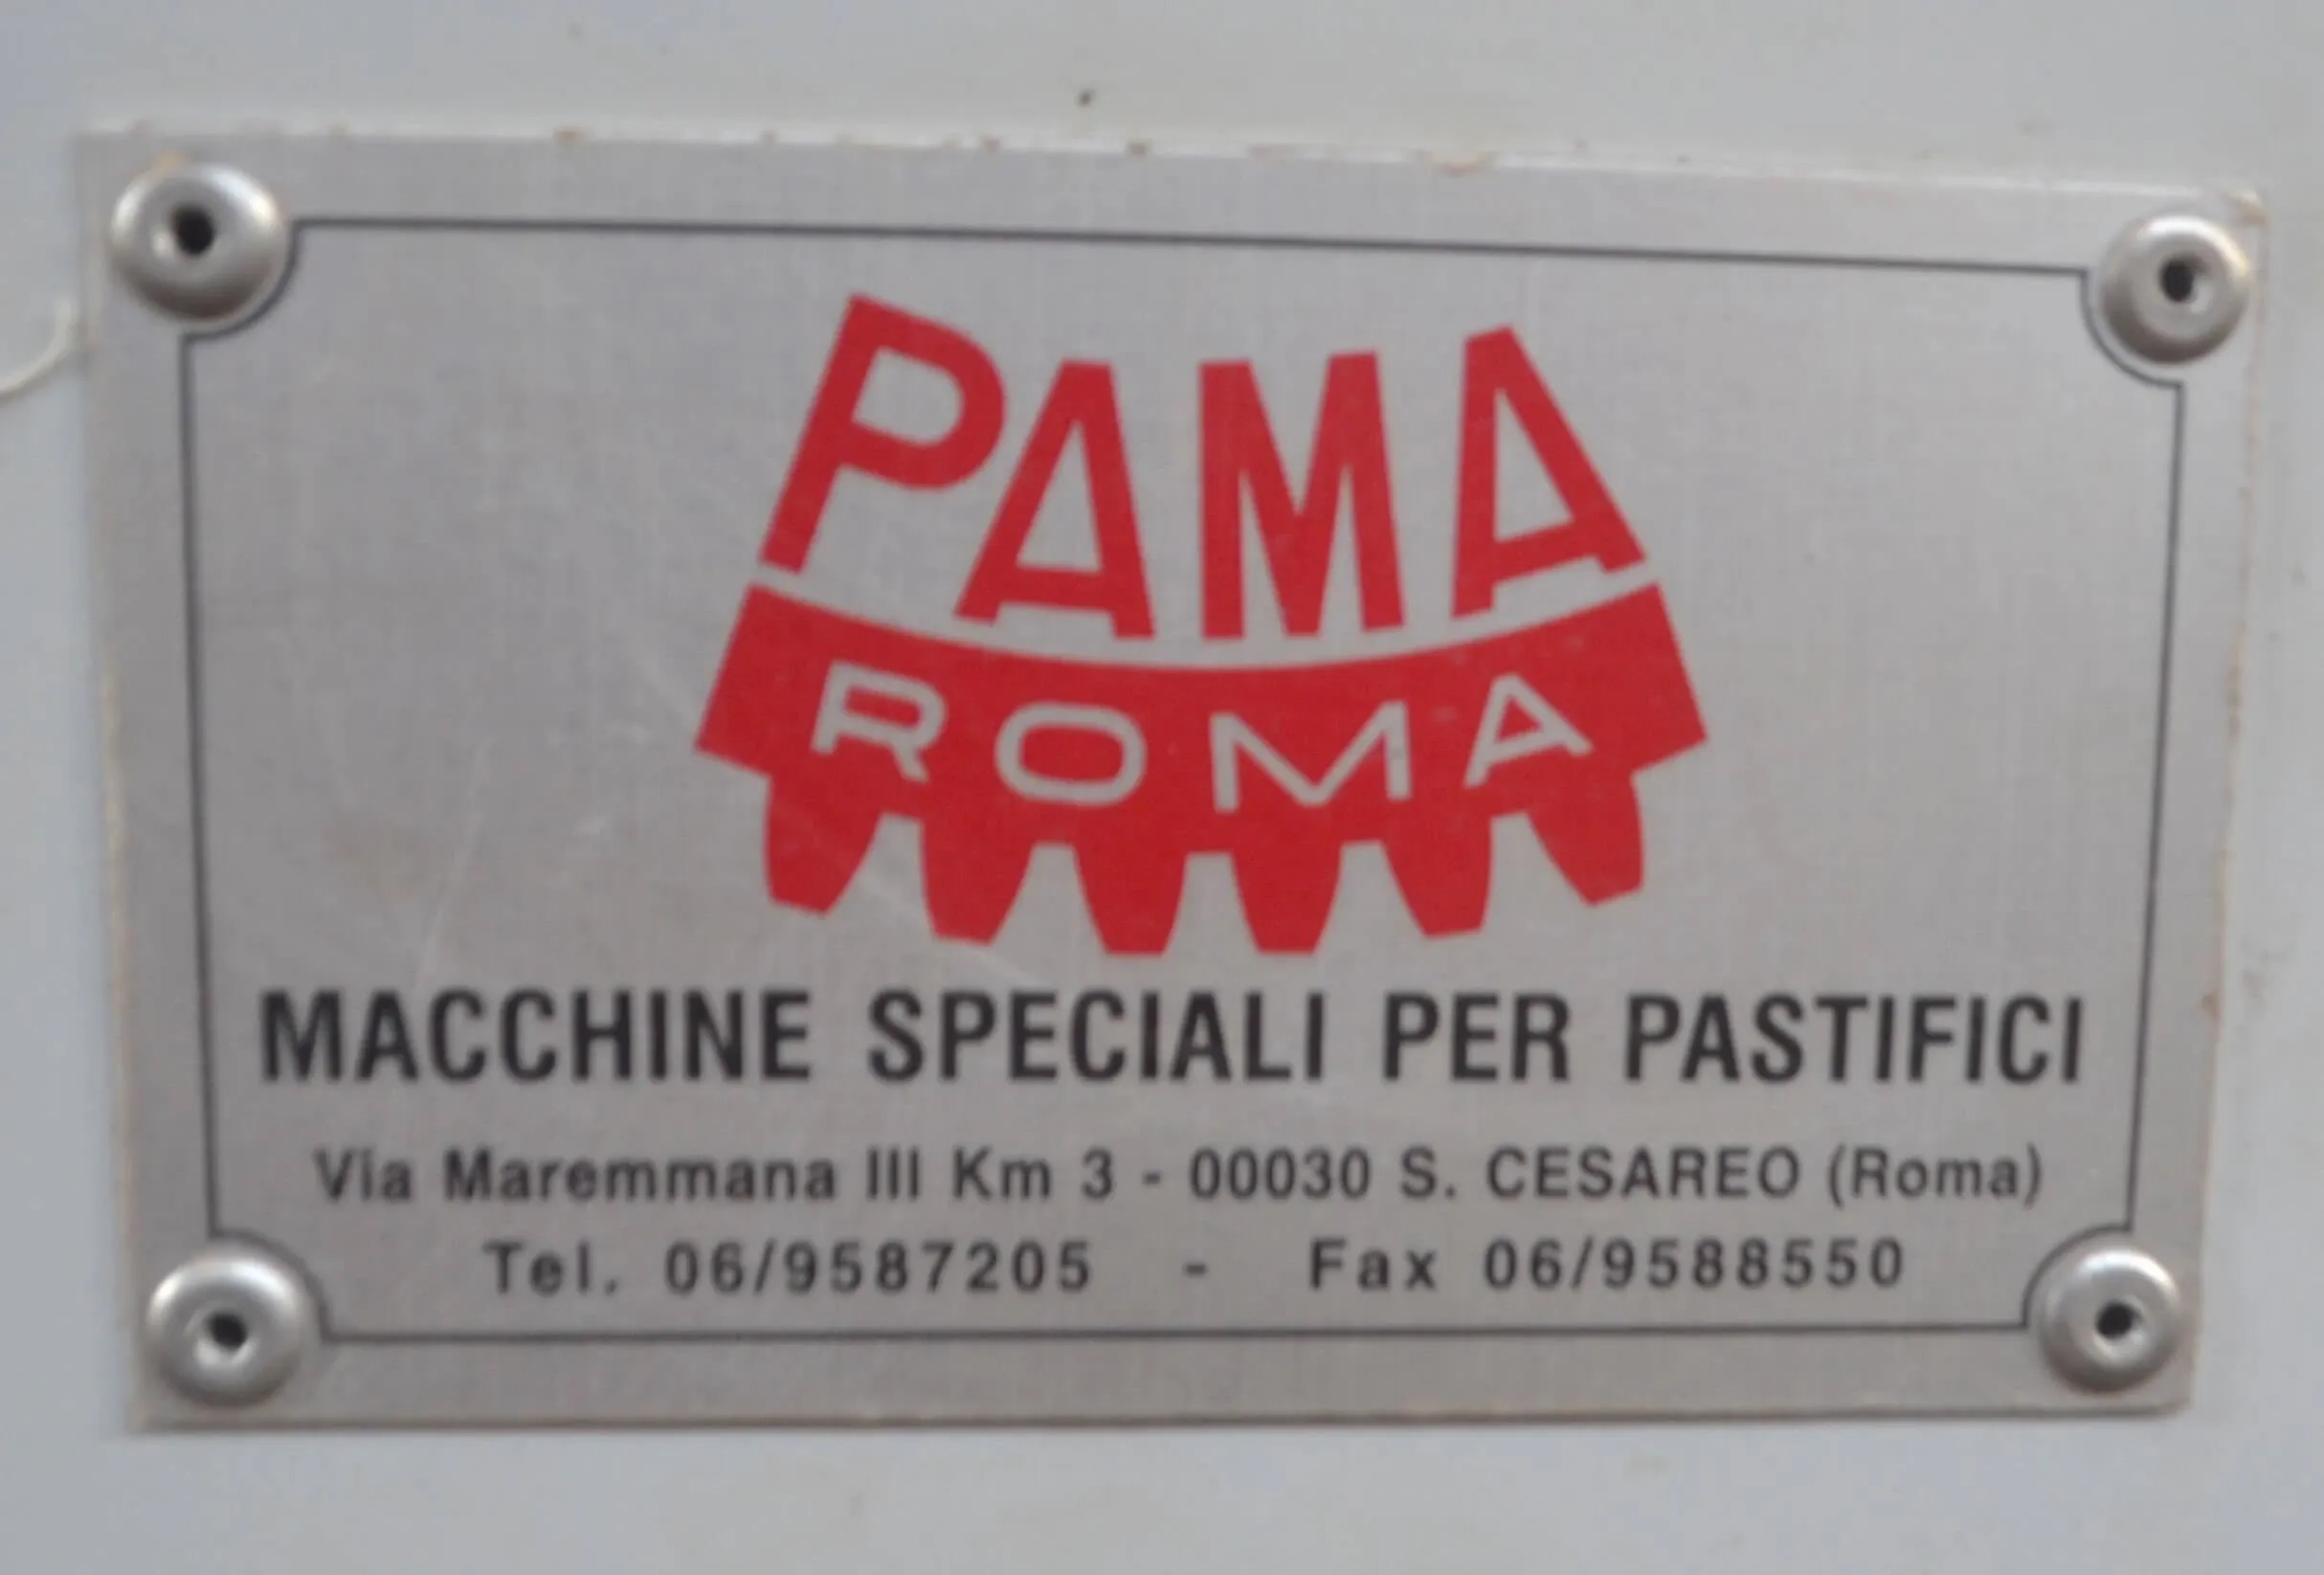 PAMA
ROMA
MACCHINE SPECIALI PER PASTIFICI
Via Maremmana III Km 3 - 00030 S. CESAREO (Roma)
Tel. 06/9587205 - Fax 06/9588550